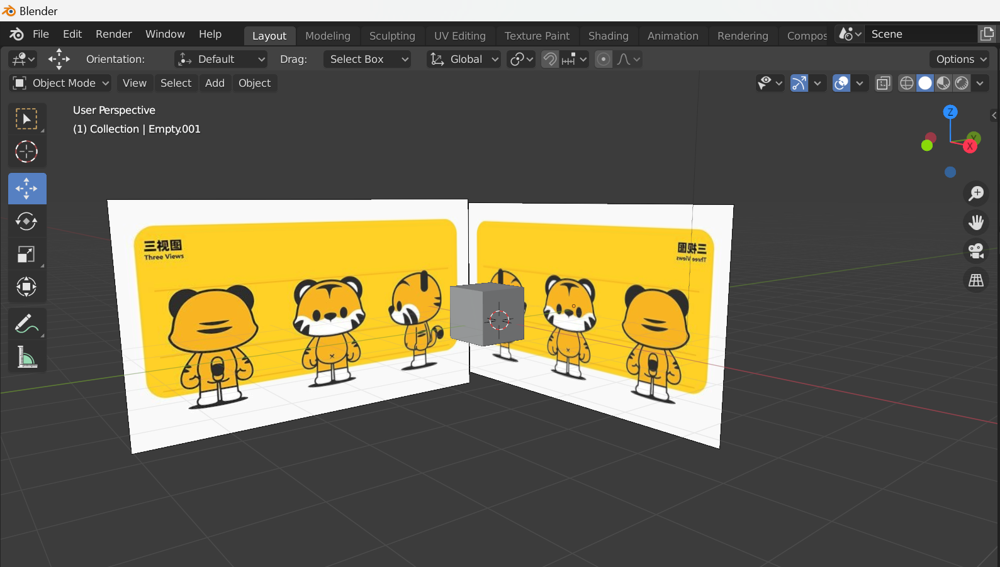 Blender
File Edit Render Window Help Layout Modeling Sculpting UV Editing Texture Paint Shading Animation Rendering Compos Scene
Orientation: Default Drag: Select Box Global Options
Object Mode View Select Add Object
User Perspective
(1) Collection | Empty.001
Z
Y
X
三视图
Three Views
三视图
Three Views